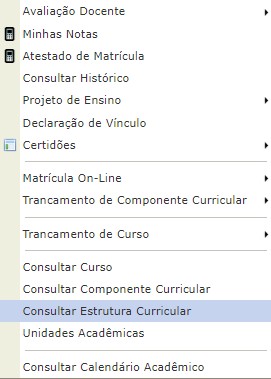 Avaliação Docente
Minhas Notas
Atestado de Matrícula
Consultar Histórico
Projeto de Ensino
Declaração de Vínculo
Certidões
Matrícula On-Line
Trancamento de Componente Curricular
Trancamento de Curso
Consultar Curso
Consultar Componente Curricular
Consultar Estrutura Curricular
Unidades Acadêmicas
Consultar Calendário Acadêmico